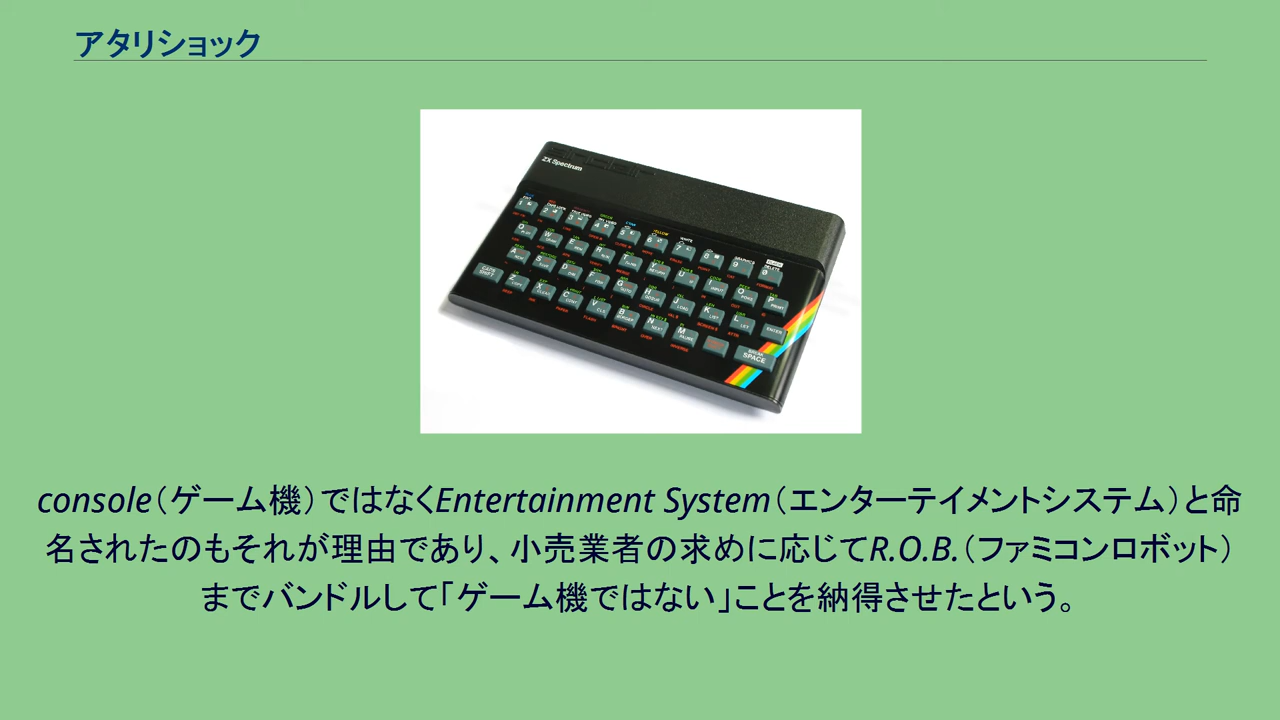 アタリショック
ZX Spectrum
console（ゲーム機）ではなくEntertainment System（エンターテイメントシステム）と命
名されたのもそれが理由であり、小売業者の求めに応じてR.O.B.（ファミコンロボット）
までバンドルして「ゲーム機ではない」ことを納得させたという。